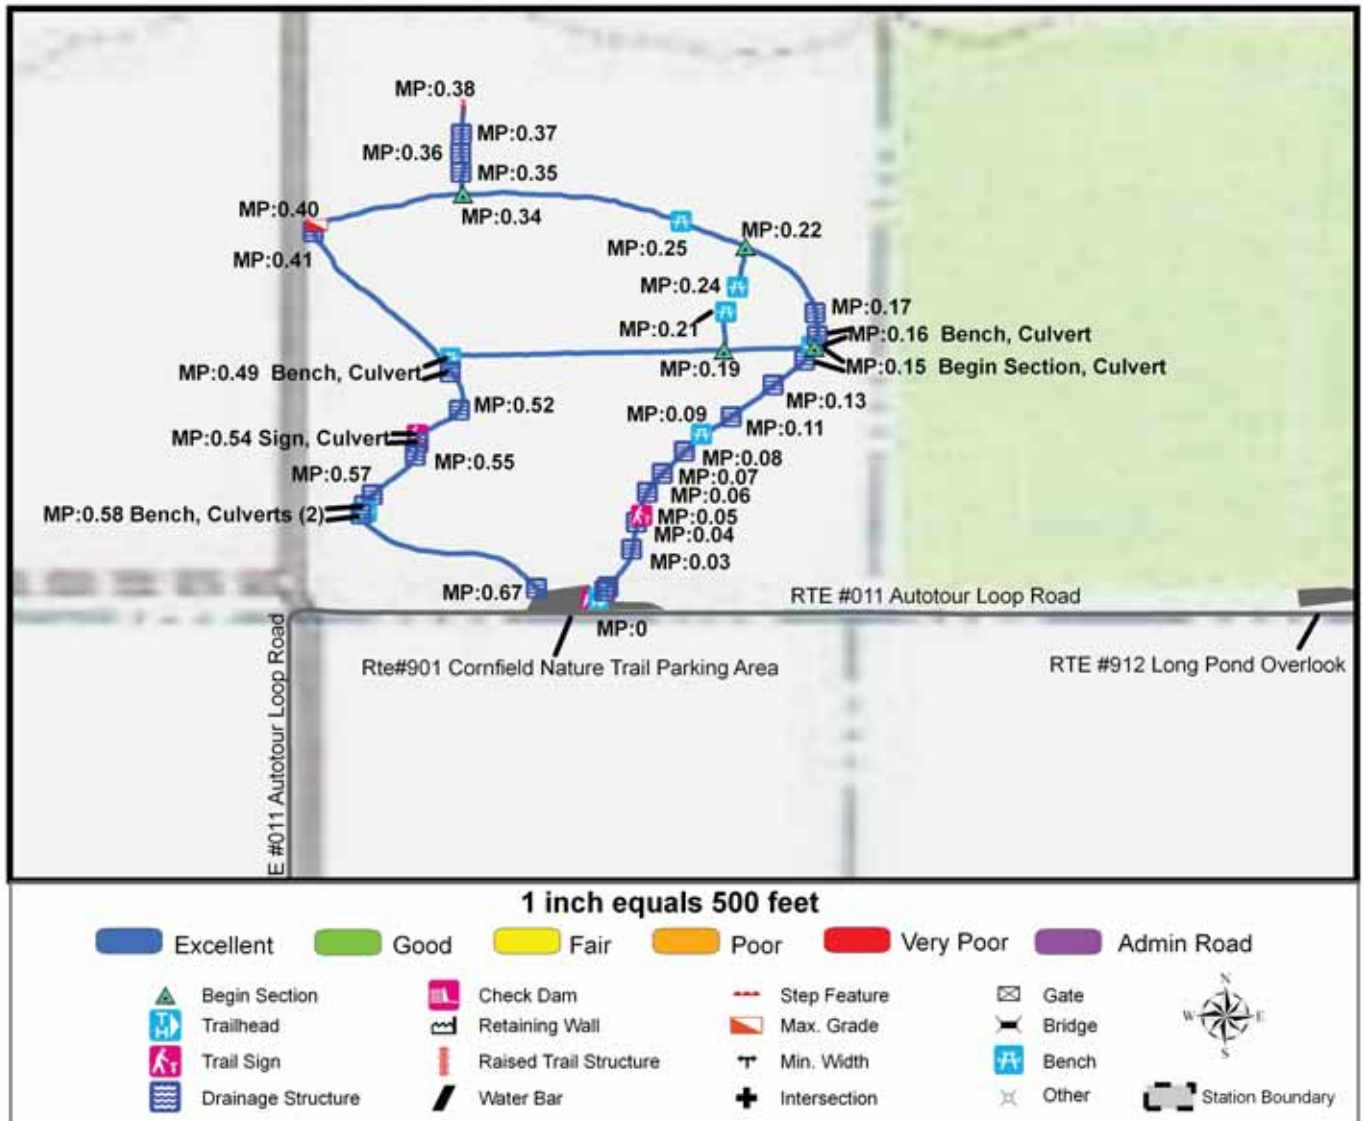 MP:0.38
MP:0.37
MP:0.36
MP:0.35
MP:0.40
MP:0.34
MP:0.22
MP:0.25
MP:0.41
MP:0.24
MP:0.17
MP:0.21
MP:0.16 Bench, Culvert
MP:0.19
MP:0.15 Begin Section, Culvert
MP:0.49 Bench, Culvert
MP:0.13
MP:0.52
MP:0.09
MP:0.11
MP:0.54 Sign, Culvert
MP:0.55
MP:0.08
MP:0.57
MP:0.07
MP:0.06
MP:0.58 Bench, Culverts (2)
MP:0.05
MP:0.04
MP:0.03
MP:0.67
RTE #011 Autotour Loop Road
MP:0
Rte#901 Cornfield Nature Trail Parking Area
RTE #912 Long Pond Overlook
E #011 Autotour Loop Road
1 inch equals 500 feet
Excellent
Good
Fair
Poor
Very Poor
Admin Road
Begin Section
Check Dam
Step Feature
Gate
N
Trailhead
Retaining Wall
Max. Grade
Bridge
W
E
S
Trail Sign
Raised Trail Structure
Min. Width
Bench
Drainage Structure
Water Bar
Intersection
Other
Station Boundary